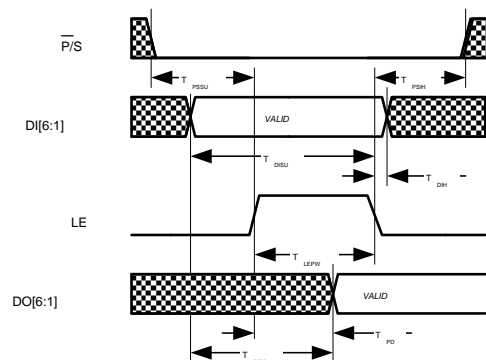 P/S
T PSSU
T PSIH
DI[6:1]
VALID
T DISU
T DIH
LE
T LEPW
DO[6:1]
VALID
T PD
T